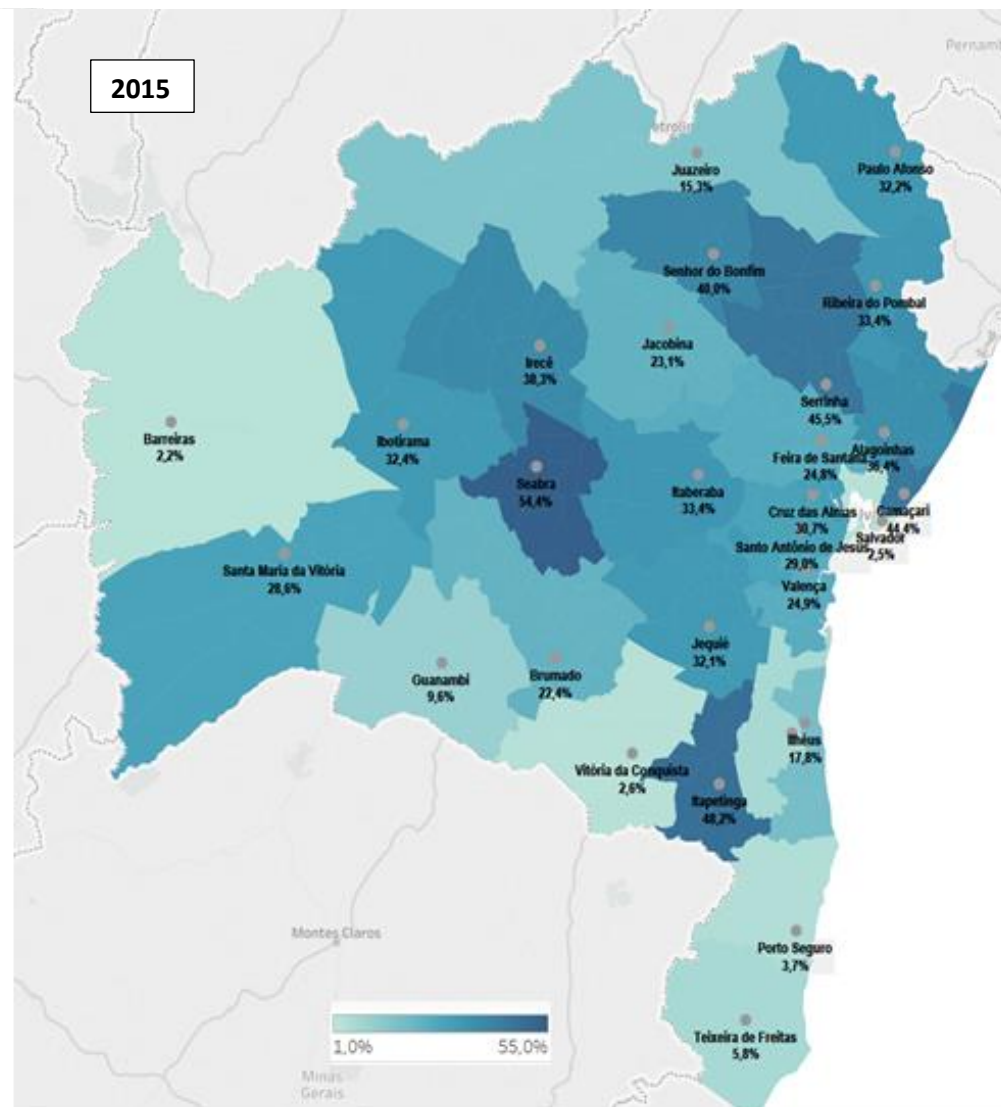 2015
Juazeiro
15,3%
Paulo Afonso
32,2%
Senhor do Bonfim
40,0%
Ribeira do Pombal
33,4%
Jacobina
23,1%
Irecê
38,3%
Serrinha
45,5%
Barreiras
2,2%
Ibotirama
32,4%
Alagoinhas
36,4%
Feira de Santana
24,8%
Seabra
54,4%
Itaberaba
33,4%
Cruz das Almas
30,7%
Camaçari
44,4%
Salvador
2,5%
Santo Antônio de Jesus
29,0%
Santa Maria da Vitória
28,6%
Valença
24,9%
Jequié
32,1%
Guanambi
9,6%
Brumado
22,4%
Ilhéus
17,8%
Vitória da Conquista
2,6%
Itapetinga
48,2%
Montes Claros
Porto Seguro
3,7%
Teixeira de Freitas
5,8%
1,0%
55,0%
Minas
Gerais